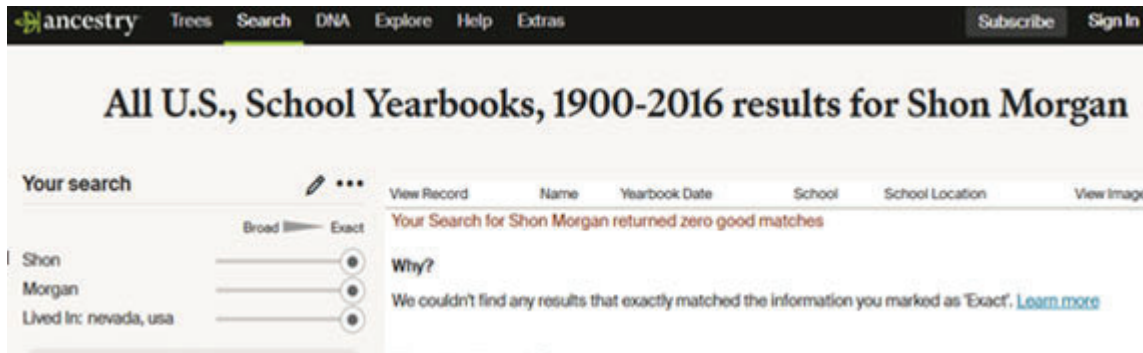 ancestry Trees Search DNA Explore Help Extras Subscribe Sign In
All U.S., School Yearbooks, 1900-2016 results for Shon Morgan
Your search
View Record Name Yearbook Date School School Location View Image
Broad Exact
Your Search for Shon Morgan returned zero good matches
Shon
Why?
Morgan
We couldn't find any results that exactly matched the information you marked as 'Exact'. Learn more
Lived In: nevada, usa